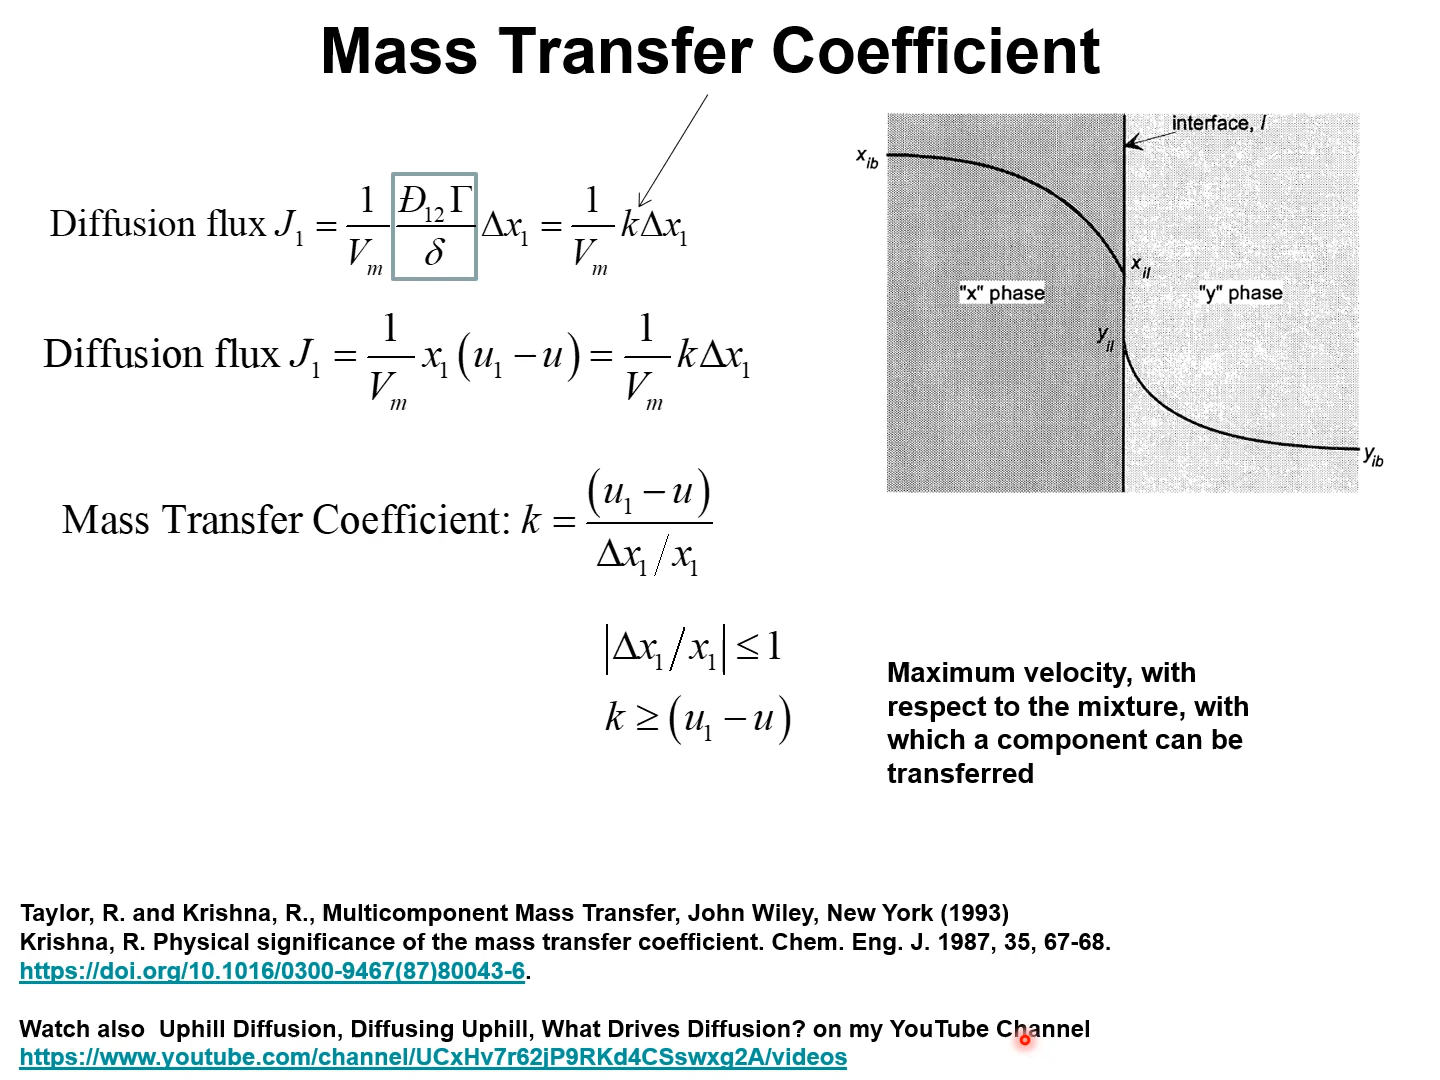 Mass Transfer Coefficient
Diffusion flux J₁ = 1/Vₘ Đ₁₂Γ/δ Δx₁ = 1/Vₘ kΔx₁
Diffusion flux J₁ = 1/Vₘ x₁(u₁ − u) = 1/Vₘ kΔx₁
Mass Transfer Coefficient: k = (u₁ − u)/(Δx₁/x₁)
|Δx₁/x₁| ≤ 1
k ≥ (u₁ − u)
interface, I
x_ib
x_iI
"x" phase
"y" phase
y_iI
y_ib
Maximum velocity, with
respect to the mixture, with
which a component can be
transferred
Taylor, R. and Krishna, R., Multicomponent Mass Transfer, John Wiley, New York (1993)
Krishna, R. Physical significance of the mass transfer coefficient. Chem. Eng. J. 1987, 35, 67-68.
https://doi.org/10.1016/0300-9467(87)80043-6.
Watch also Uphill Diffusion, Diffusing Uphill, What Drives Diffusion? on my YouTube Channel
https://www.youtube.com/channel/UCxHv7r62jP9RKd4CSswxg2A/videos